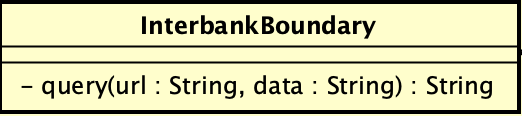 InterbankBoundary
- query(url : String, data : String) : String